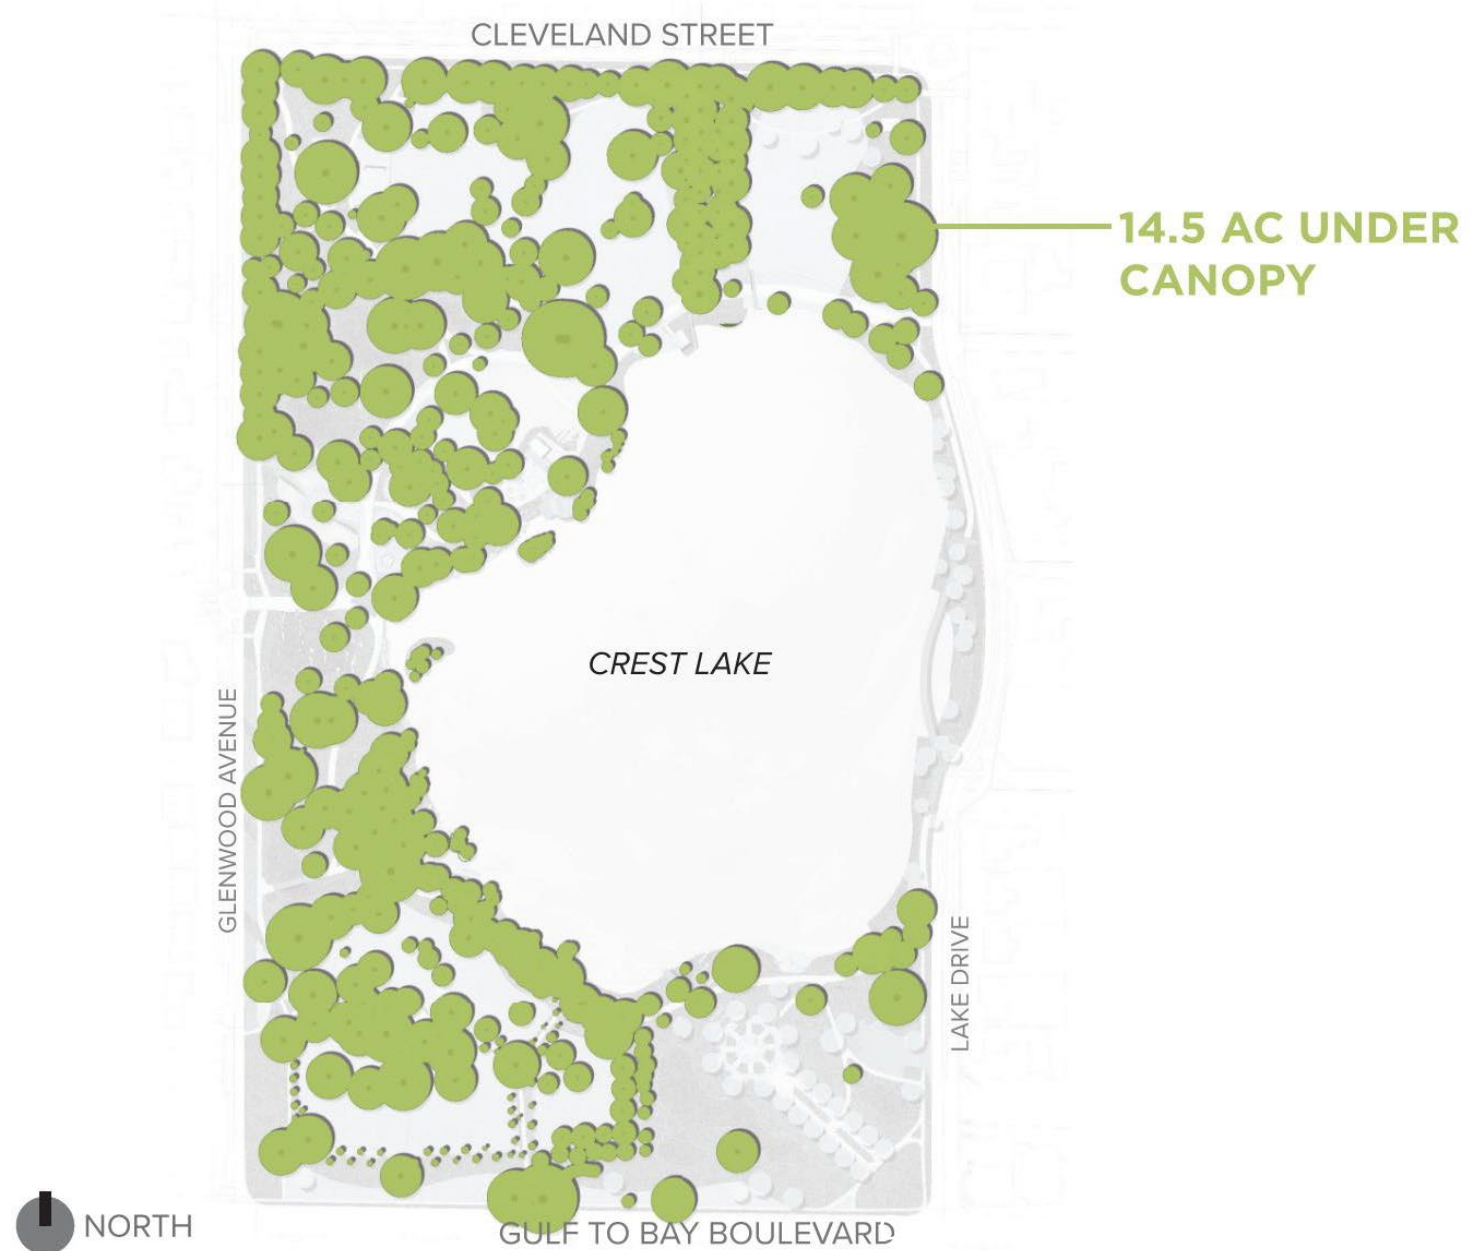 CLEVELAND STREET
14.5 AC UNDER
CANOPY
CREST LAKE
GLENWOOD AVENUE
LAKE DRIVE
NORTH
GULF TO BAY BOULEVARD